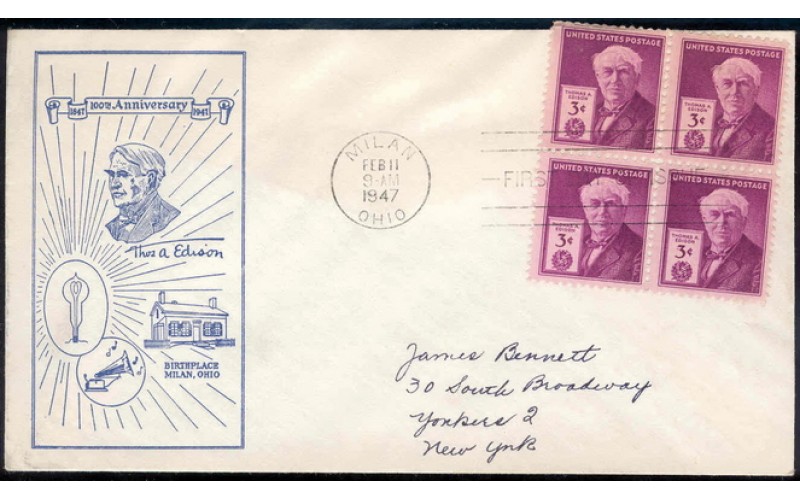 1847 100th Anniversary 1947
Thos a Edison
BIRTHPLACE
MILAN, OHIO
MILAN
FEB 11
9-AM
1947
OHIO
FIRS
UNITED STATES POSTAGE
THOMAS A.
EDISON
3¢
UNITED STATES POSTAGE
THOMAS A.
EDISON
3¢
UNITED STATES POSTAGE
THOMAS A.
EDISON
3¢
UNITED STATES POSTAGE
THOMAS A.
EDISON
3¢
James Bennett
30 South Broadway
Yonkers 2
New York